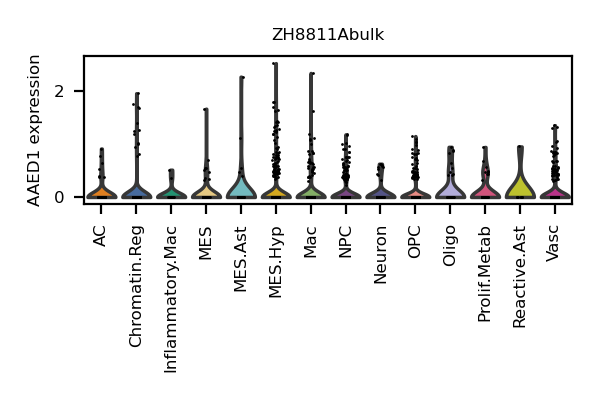 ZH8811Abulk
AAED1 expression
2
0
AC
Chromatin.Reg
Inflammatory.Mac
MES
MES.Ast
MES.Hyp
Mac
NPC
Neuron
OPC
Oligo
Prolif.Metab
Reactive.Ast
Vasc